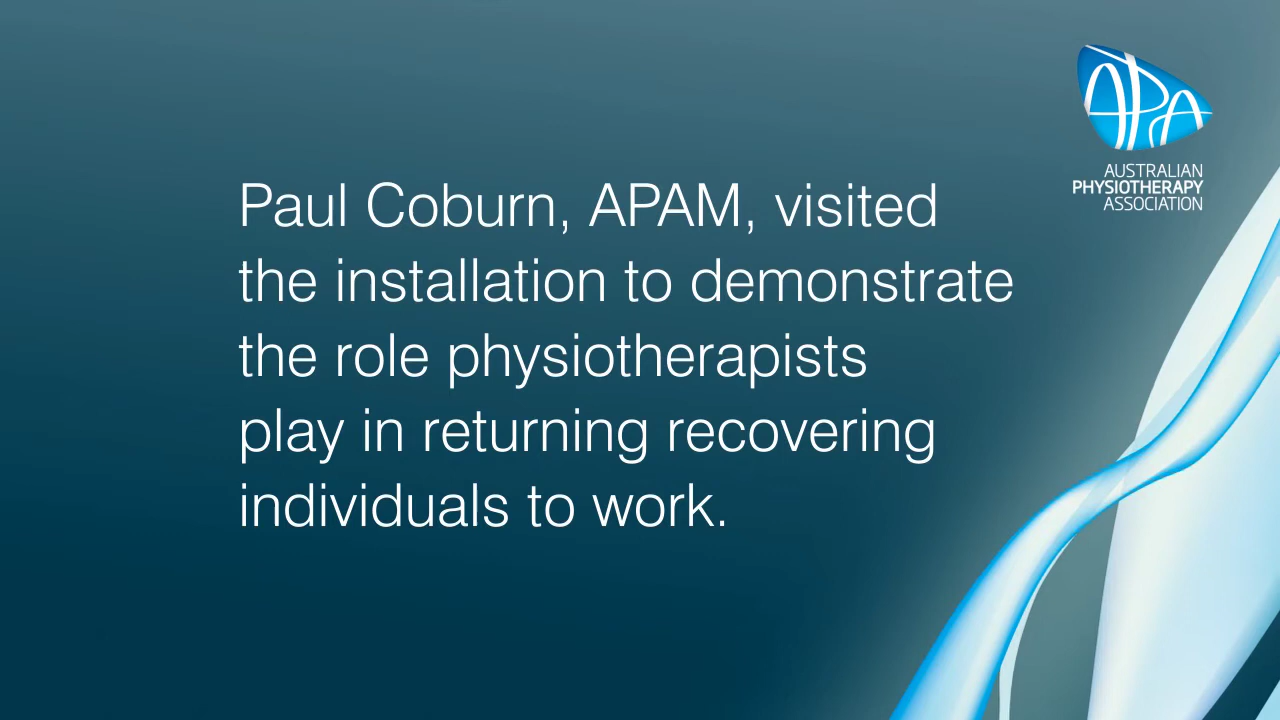 APA
AUSTRALIAN
PHYSIOTHERAPY
ASSOCIATION
Paul Coburn, APAM, visited
the installation to demonstrate
the role physiotherapists
play in returning recovering
individuals to work.